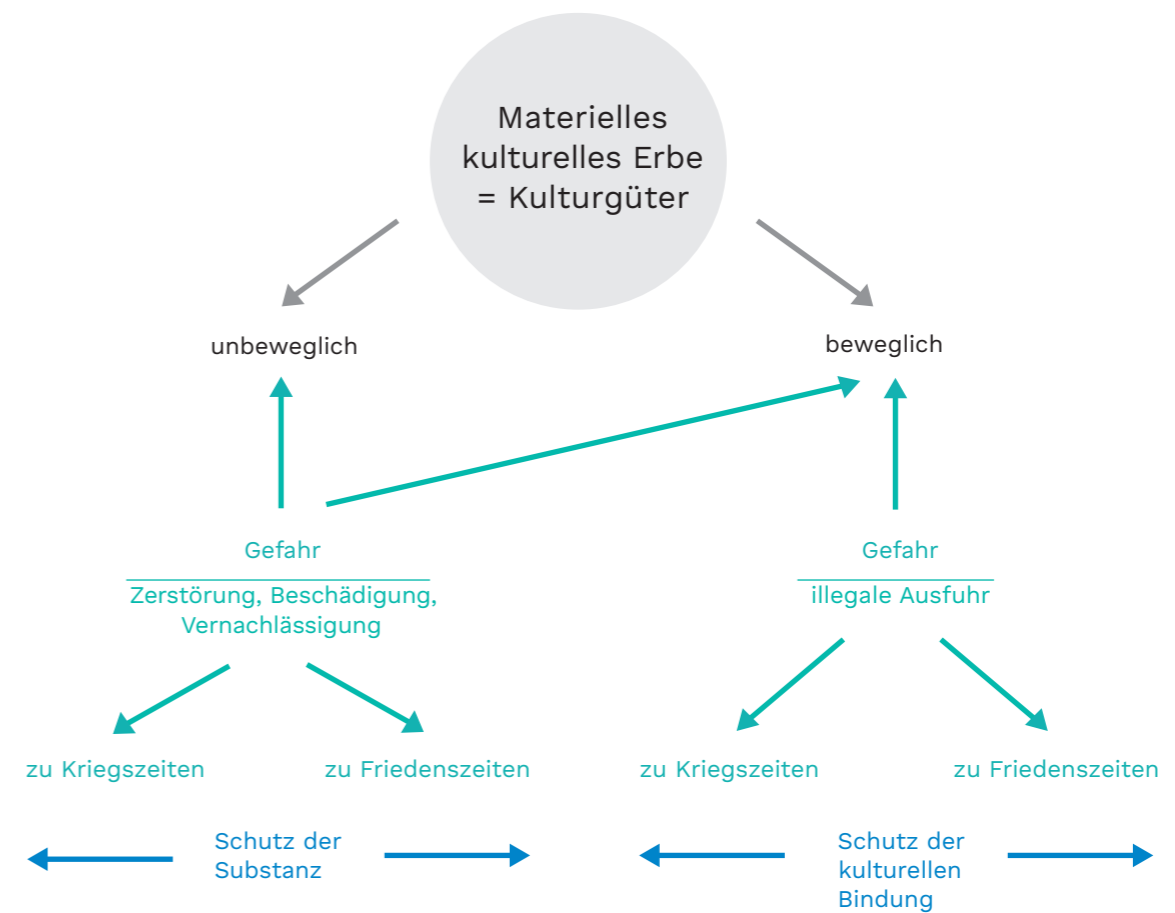 Materielles
kulturelles Erbe
= Kulturgüter
unbeweglich
beweglich
Gefahr
Zerstörung, Beschädigung,
Vernachlässigung
Gefahr
illegale Ausfuhr
zu Kriegszeiten
zu Friedenszeiten
zu Kriegszeiten
zu Friedenszeiten
Schutz der
Substanz
Schutz der
kulturellen
Bindung